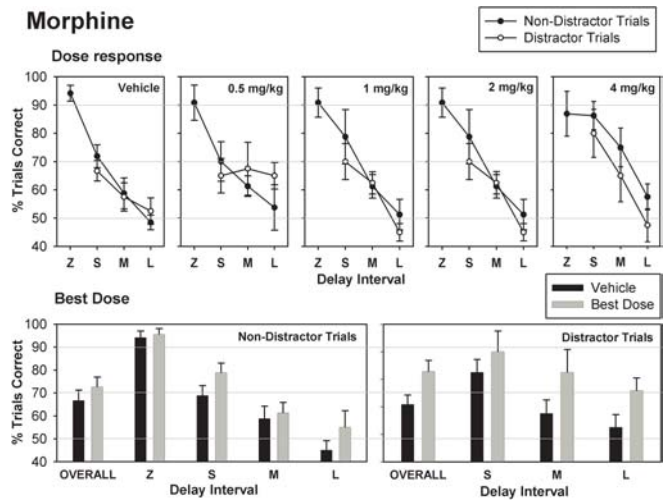 Morphine
Non-Distractor Trials
Distractor Trials
Dose response
Vehicle
0.5 mg/kg
1 mg/kg
2 mg/kg
4 mg/kg
% Trials Correct
100
90
80
70
60
50
40
Z S M L
Z S M L
Z S M L
Z S M L
Z S M L
Delay Interval
Best Dose
Vehicle
Best Dose
Non-Distractor Trials
Distractor Trials
% Trials Correct
100
90
80
70
60
50
40
OVERALL Z S M L
OVERALL S M L
Delay Interval
Delay Interval